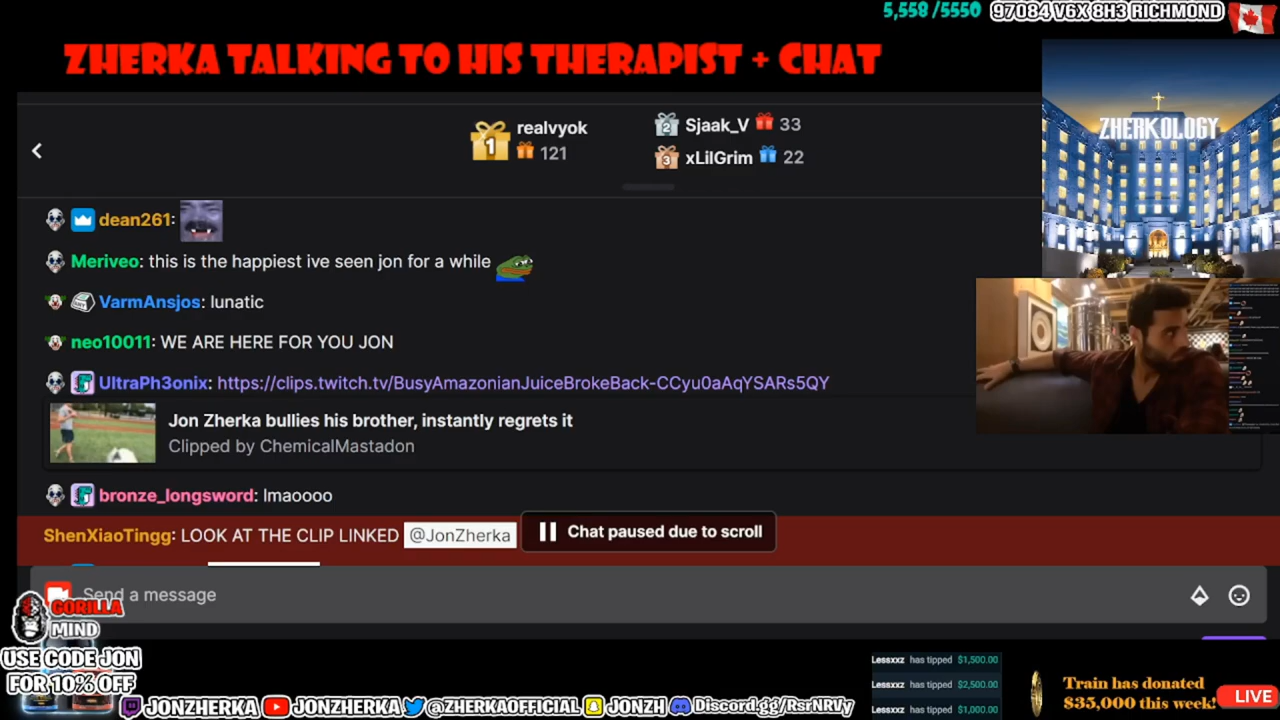 5,558 /5550
97084 V6X 8H3 RICHMOND
ZHERKA TALKING TO HIS THERAPIST + CHAT
ZHERKOLOGY
1
realvyok
121
2
Sjaak_V
33
3
xLilGrim
22
dean261:
Meriveo: this is the happiest ive seen jon for a while
VarmAnsjos: lunatic
neo10011: WE ARE HERE FOR YOU JON
UltraPh3onix: https://clips.twitch.tv/BusyAmazonianJuiceBrokeBack-CCyu0aAqYSARs5QY
Jon Zherka bullies his brother, instantly regrets it
Clipped by ChemicalMastadon
bronze_longsword: lmaoooo
ShenXiaoTingg: LOOK AT THE CLIP LINKED @JonZherka
Chat paused due to scroll
Send a message
GORILLA
MIND
USE CODE JON
FOR 10% OFF
JONZHERKA
JONZHERKA
@ZHERKAOFFICIAL
JONZH
Discord.gg/RsrNRVy
Lessxxz has tipped $1,500.00
Lessxxz has tipped $2,500.00
Lessxxz has tipped $1,000.00
Train has donated
$35,000 this week!
LIVE